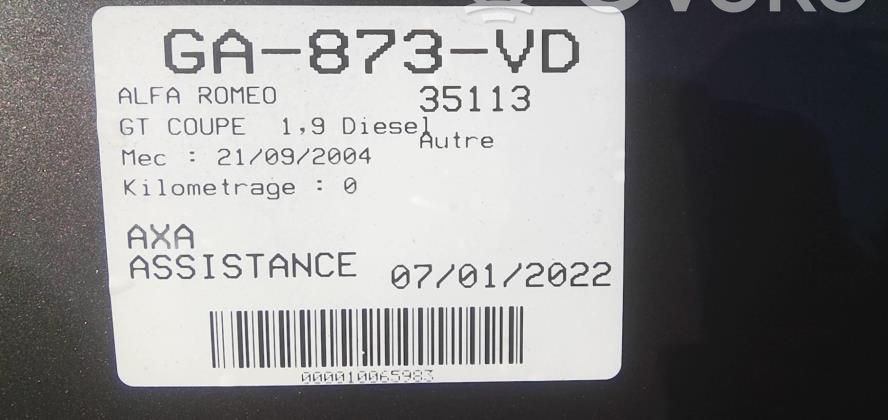 GA-873-VD
ALFA ROMEO 35113
GT COUPE 1,9 Diesel
Autre
Mec : 21/09/2004
Kilometrage : 0
AXA
ASSISTANCE 07/01/2022
000010065983